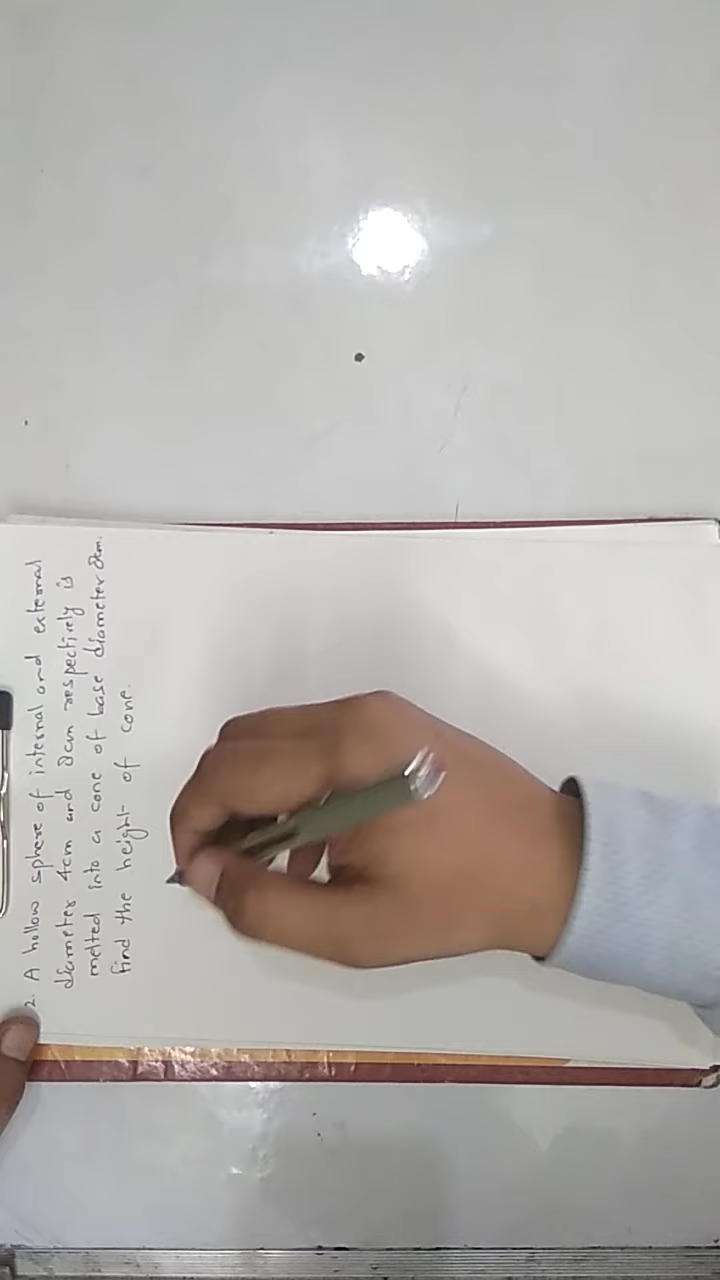 2. A hollow sphere of internal and external
diameter 4cm and 8cm respectively is
melted into a cone of base diameter 8cm.
find the height of cone.